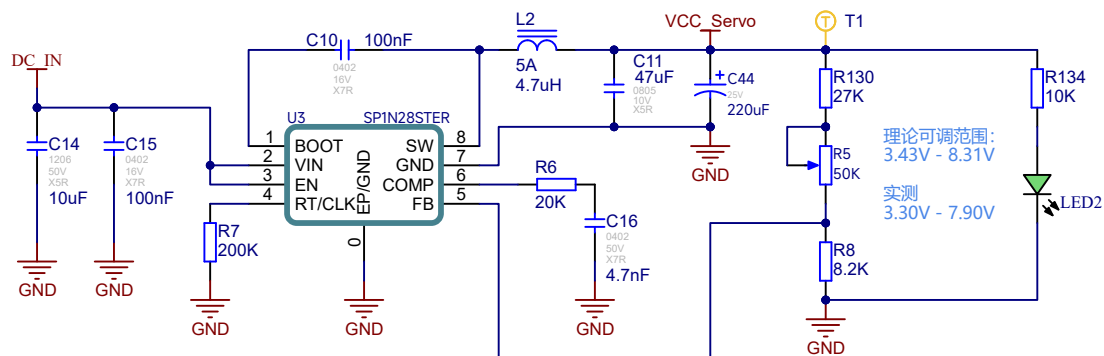 DC_IN
C14
1206
50V
X5R
10uF
GND
C15
0402
16V
X7R
100nF
GND
C10
100nF
0402
16V
X7R
U3
SP1N28STER
1
BOOT
2
VIN
3
EN
4
RT/CLK
EP/GND
0
SW
8
GND
7
COMP
6
FB
5
R7
200K
GND
GND
L2
5A
4.7uH
R6
20K
C16
0402
50V
X7R
4.7nF
GND
VCC_Servo
C11
47uF
0805
10V
X5R
C44
25V
220uF
GND
T
T1
R130
27K
R5
50K
R8
8.2K
GND
理论可调范围：
3.43V - 8.31V
实测
3.30V - 7.90V
R134
10K
LED2